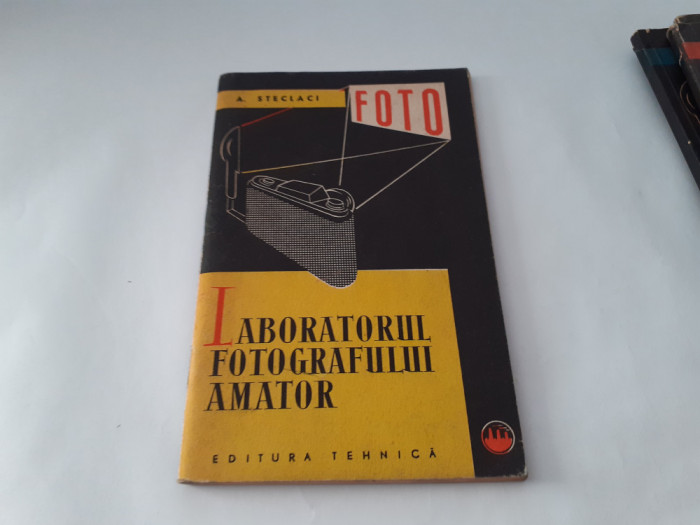 A. STECLACI
FOTO
LABORATORUL
FOTOGRAFULUI
AMATOR
EDITURA TEHNICĂ